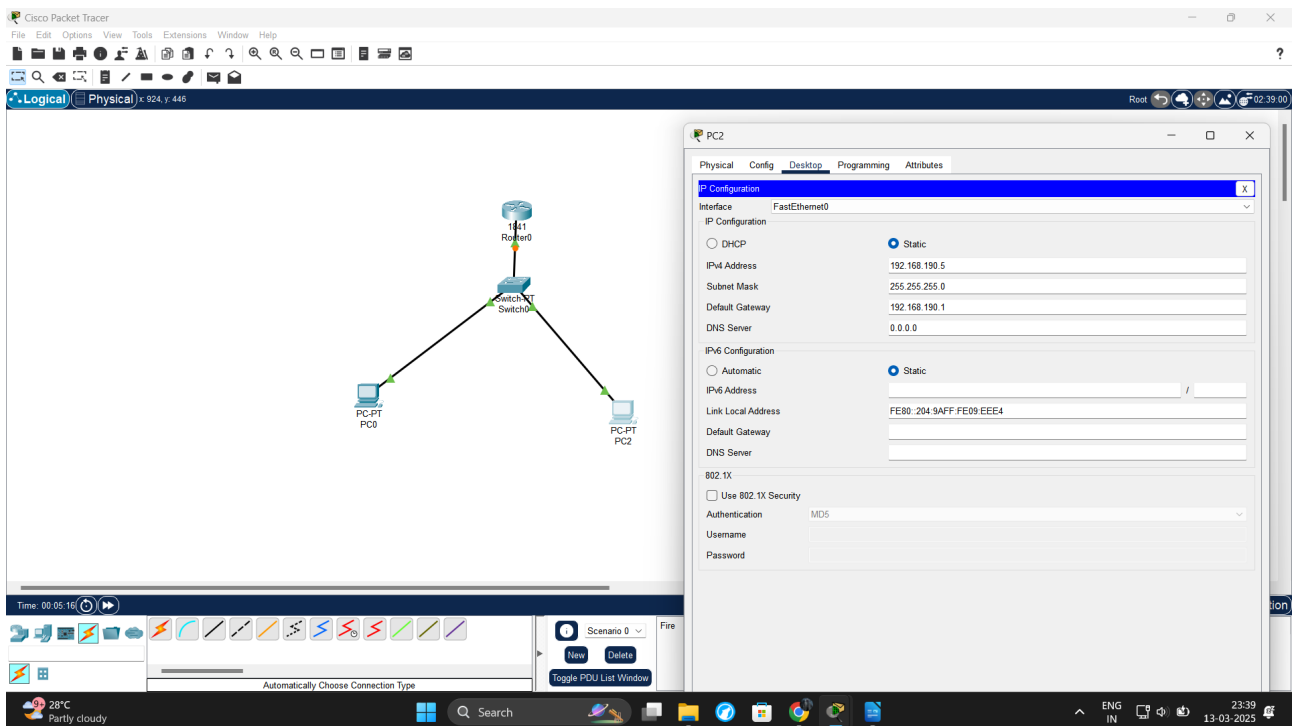 Cisco Packet Tracer
File Edit Options View Tools Extensions Window Help
?
Logical Physical x: 924, y: 446 Root 02:39:00
PC2
Physical Config Desktop Programming Attributes
IP Configuration X
Interface FastEthernet0
IP Configuration
DHCP Static
IPv4 Address 192.168.190.5
Subnet Mask 255.255.255.0
Default Gateway 192.168.190.1
DNS Server 0.0.0.0
IPv6 Configuration
Automatic Static
IPv6 Address /
Link Local Address FE80::204:9AFF:FE09:EEE4
Default Gateway
DNS Server
802.1X
Use 802.1X Security
Authentication MD5
Username
Password
1841
Router0
Switch-PT
Switch0
PC-PT
PC0
PC-PT
PC2
Time: 00:05:16
tion
Scenario 0
Fire
New Delete
Toggle PDU List Window
Automatically Choose Connection Type
9+
28°C
Partly cloudy
Search
ENG
IN
23:39
13-03-2025